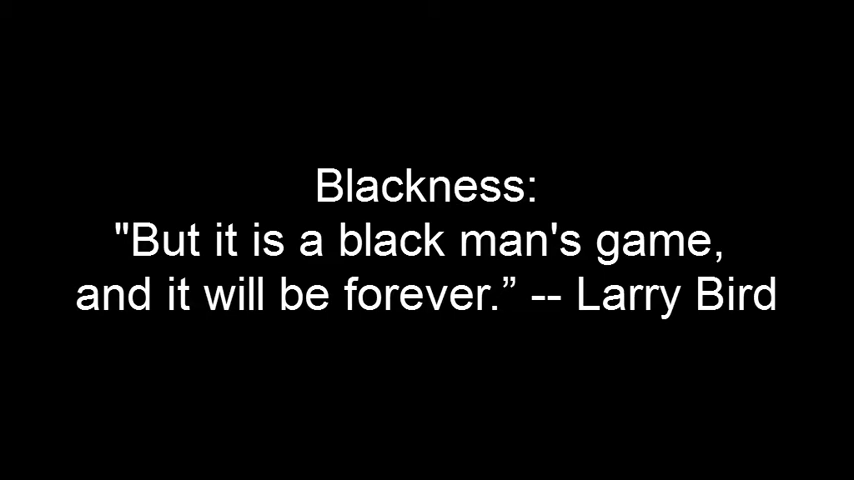 Blackness:
"But it is a black man's game,
and it will be forever.” -- Larry Bird